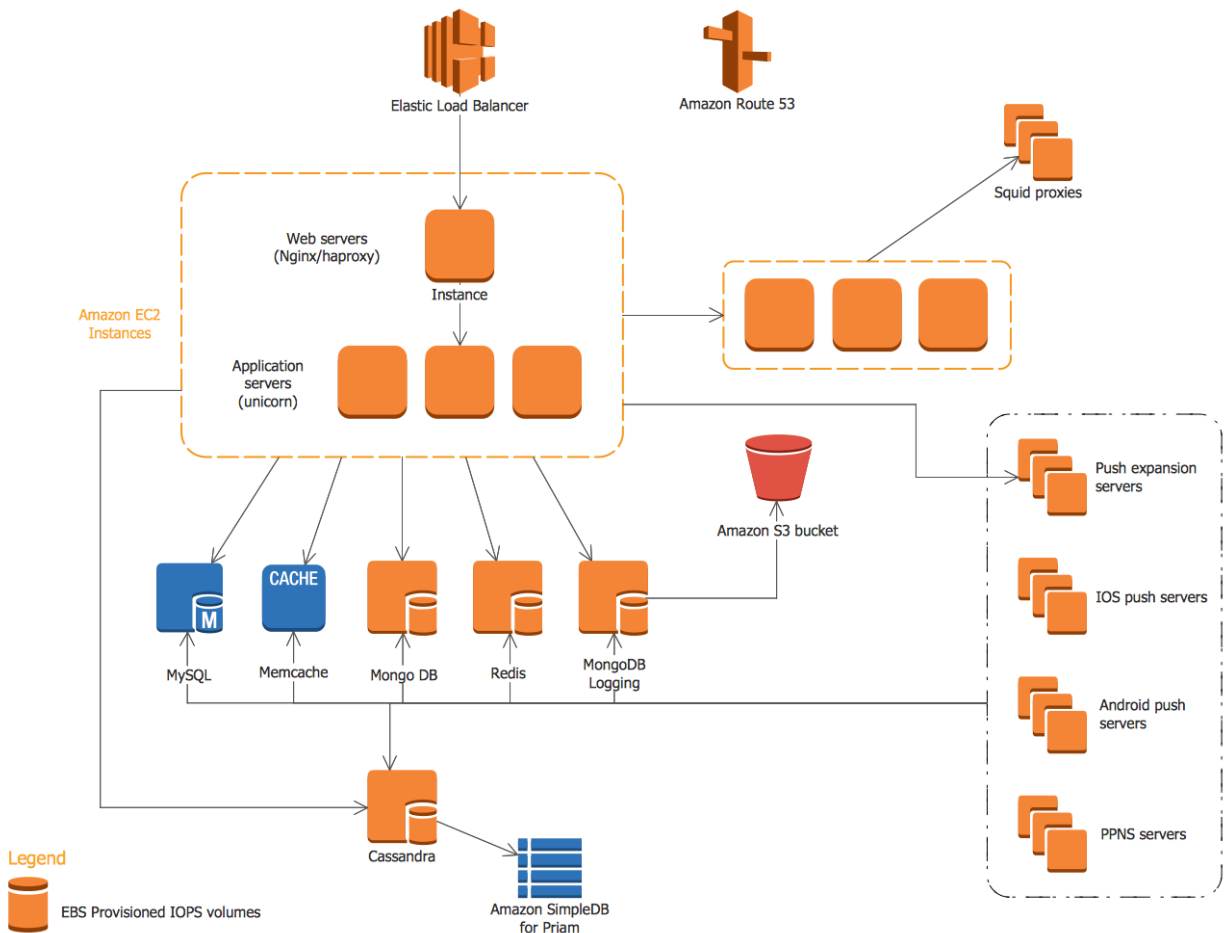 Elastic Load Balancer
Amazon Route 53
Squid proxies
Web servers
(Nginx/haproxy)
Instance
Amazon EC2
Instances
Application
servers
(unicorn)
Push expansion
servers
Amazon S3 bucket
CACHE
M
IOS push servers
MySQL
Memcache
Mongo DB
Redis
MongoDB
Logging
Android push
servers
PPNS servers
Cassandra
Legend
EBS Provisioned IOPS volumes
Amazon SimpleDB
for Priam